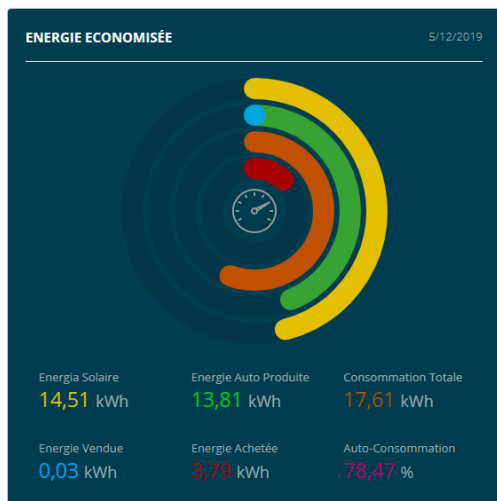 ENERGIE ECONOMISÉE 5/12/2019
Energia Solaire Energie Auto Produite Consommation Totale
14,51 kWh 13,81 kWh 17,61 kWh
Energie Vendue Energie Achetée Auto-Consommation
0,03 kWh 3,79 kWh 78,47 %